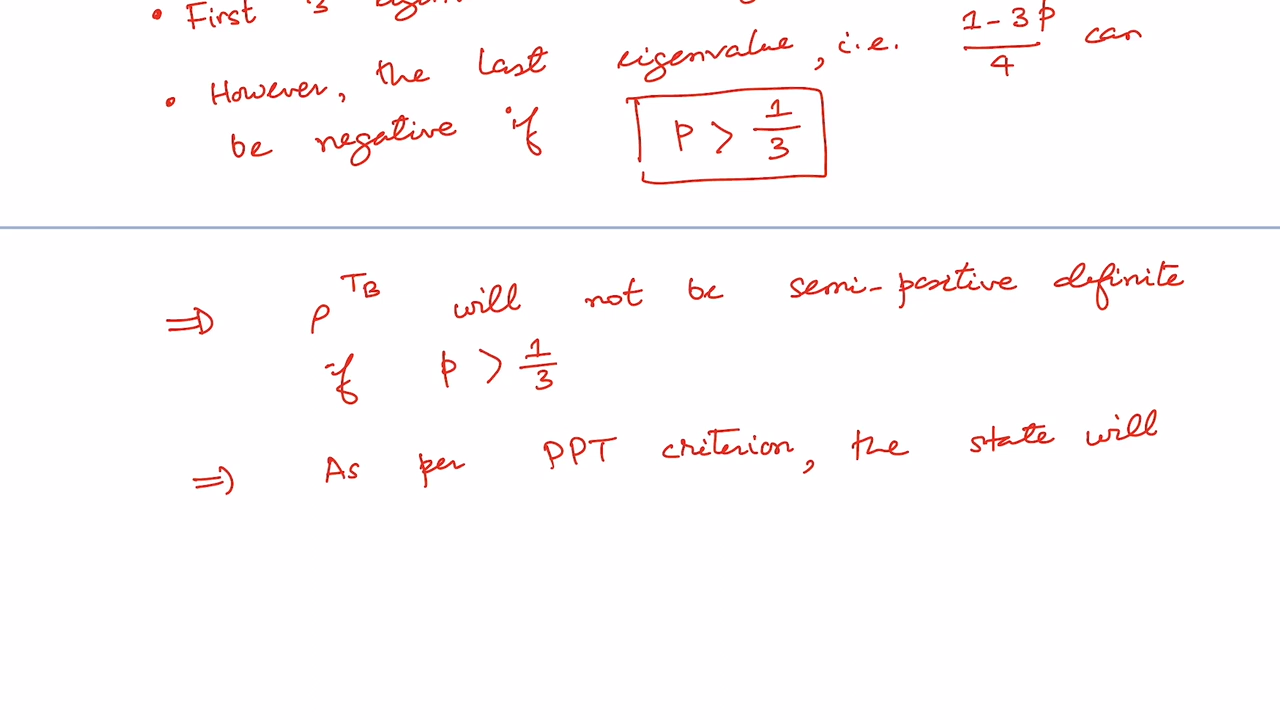 • First 3
• However, the last eigenvalue, i.e. (1-3p)/4 can
be negative if p > 1/3
⇒ ρ^{T_B} will not be semi-positive definite
if p > 1/3
⇒ As per PPT criterion, the state will